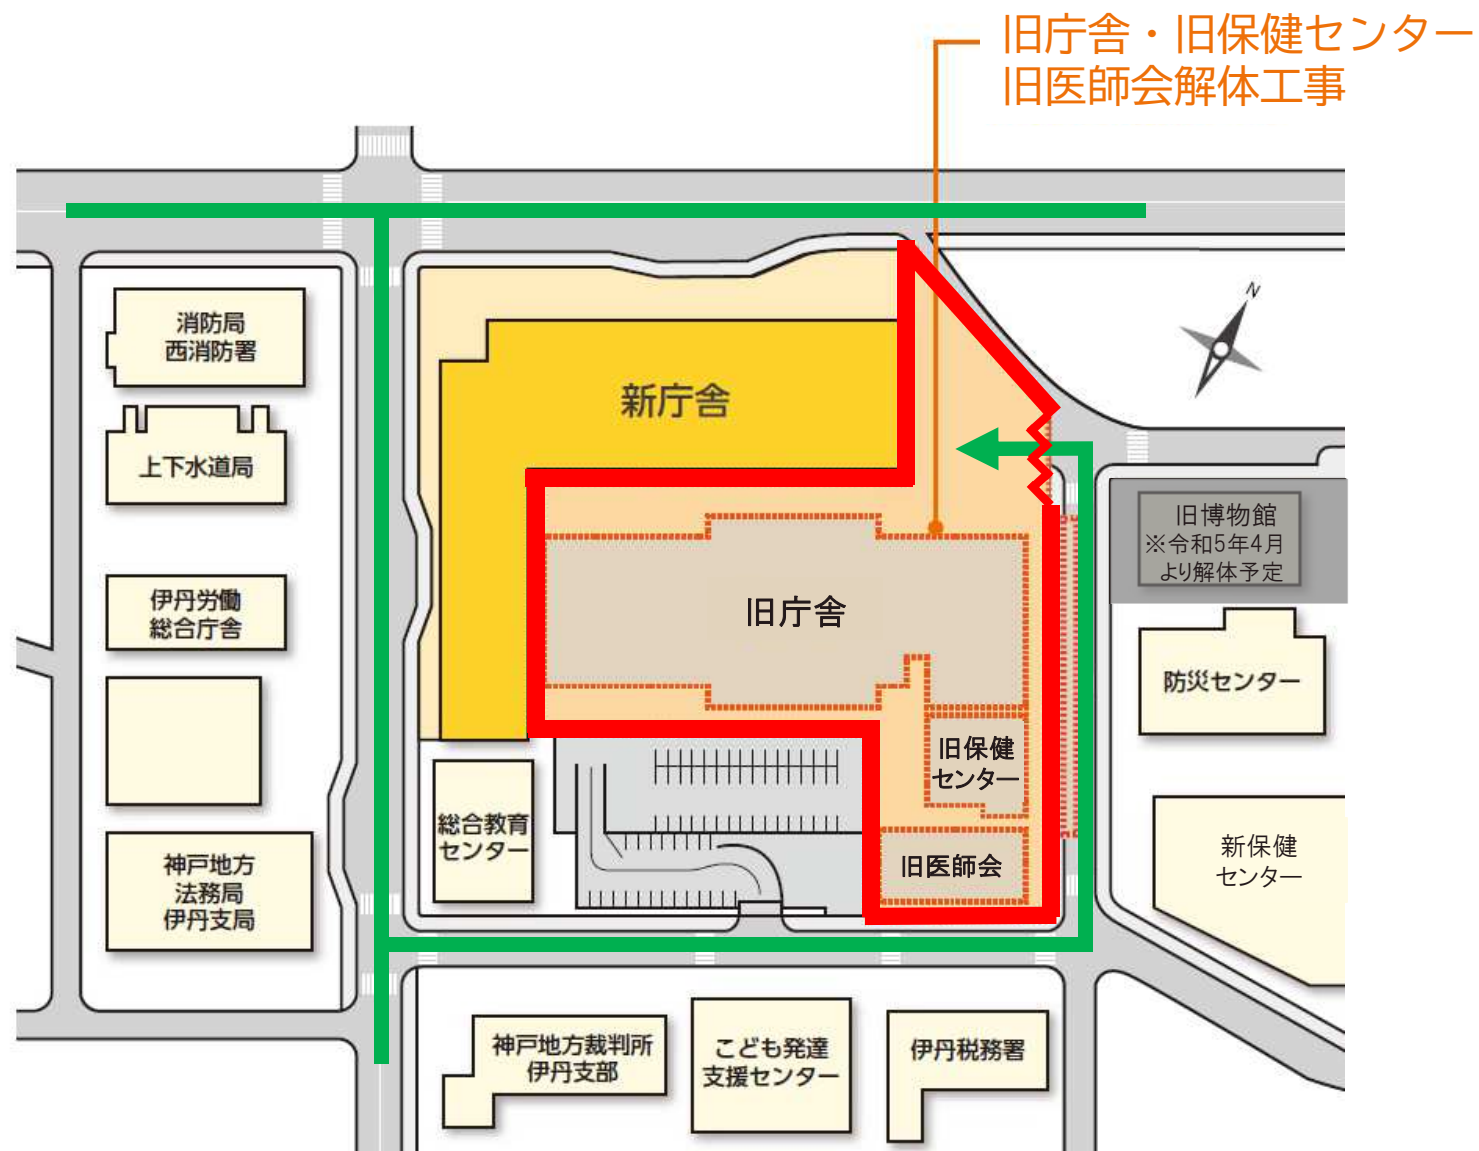 旧庁舎・旧保健センター
旧医師会解体工事
N
消防局
西消防署
新庁舎
上下水道局
旧博物館
※令和5年4月
より解体予定
伊丹労働
総合庁舎
旧庁舎
防災センター
旧保健
センター
総合教育
センター
旧医師会
新保健
センター
神戸地方
法務局
伊丹支局
神戸地方裁判所
伊丹支部
こども発達
支援センター
伊丹税務署